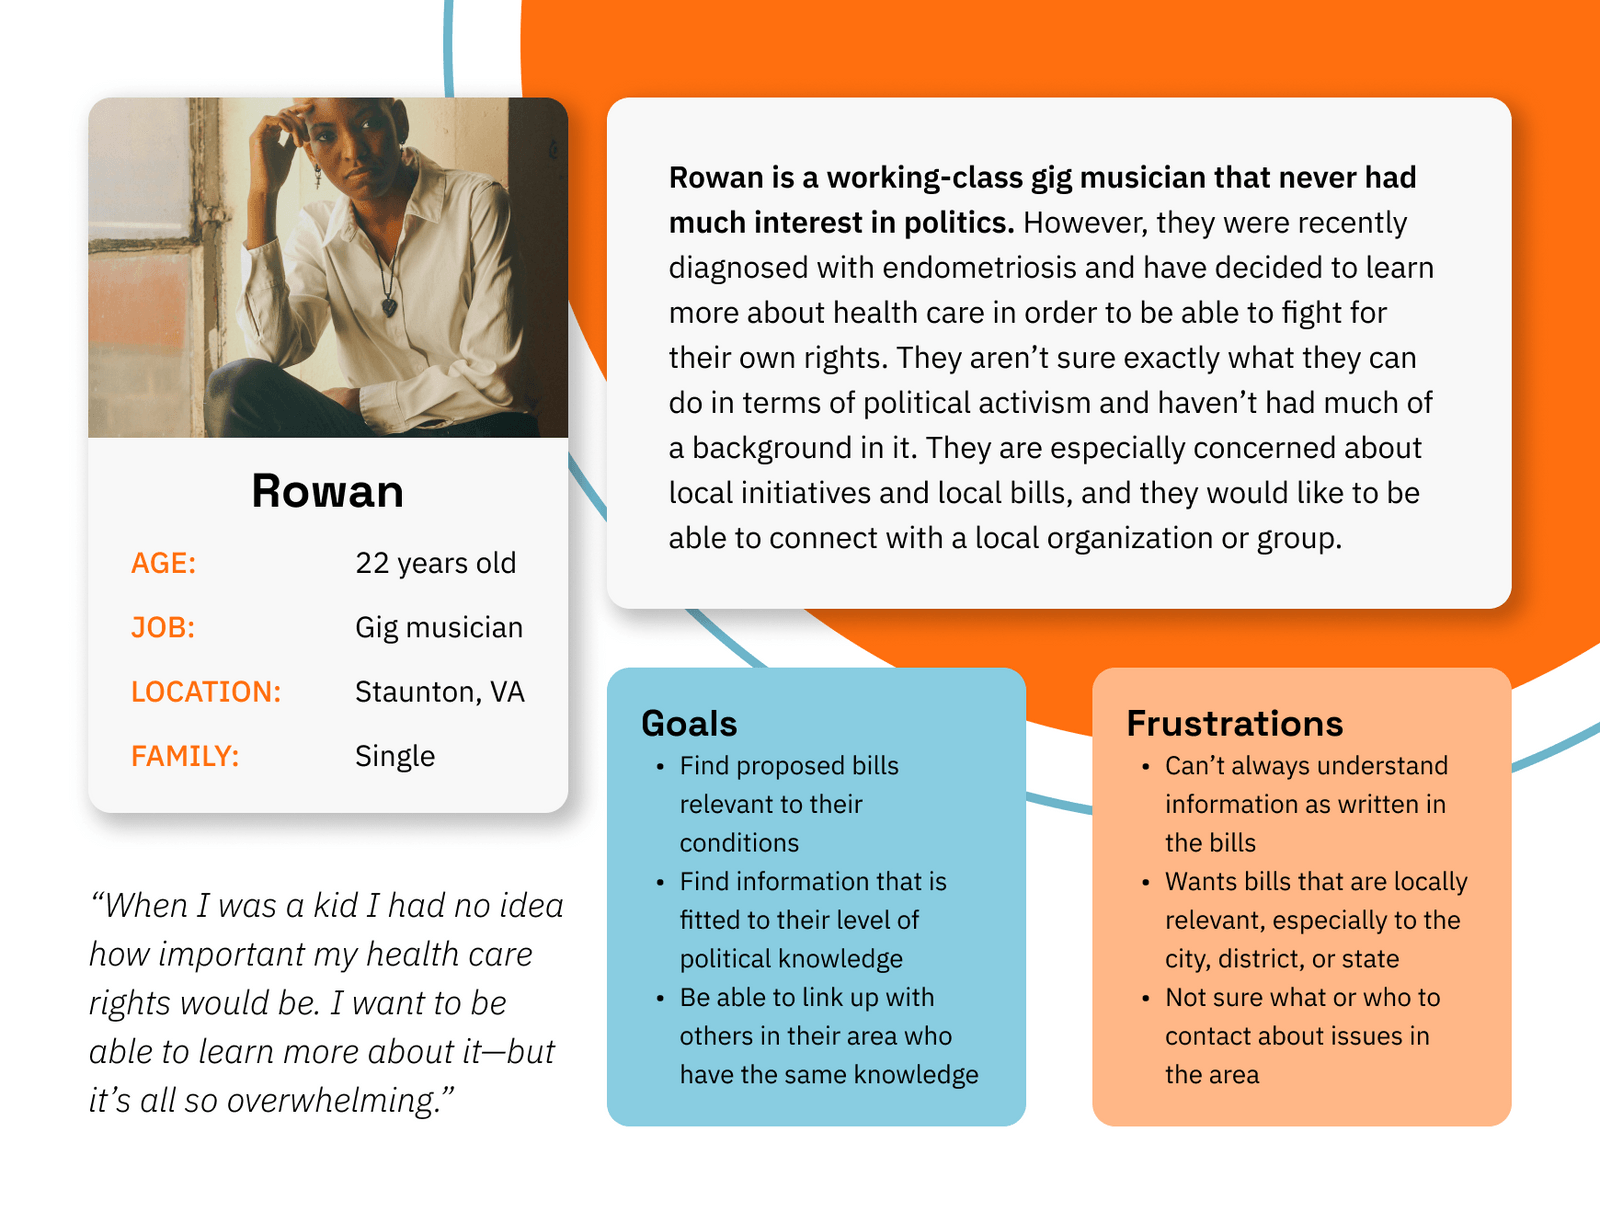 Rowan
AGE: 22 years old
JOB: Gig musician
LOCATION: Staunton, VA
FAMILY: Single
“When I was a kid I had no idea
how important my health care
rights would be. I want to be
able to learn more about it—but
it’s all so overwhelming.”
Rowan is a working-class gig musician that never had
much interest in politics. However, they were recently
diagnosed with endometriosis and have decided to learn
more about health care in order to be able to fight for
their own rights. They aren’t sure exactly what they can
do in terms of political activism and haven’t had much of
a background in it. They are especially concerned about
local initiatives and local bills, and they would like to be
able to connect with a local organization or group.
Goals
• Find proposed bills
relevant to their
conditions
• Find information that is
fitted to their level of
political knowledge
• Be able to link up with
others in their area who
have the same knowledge
Frustrations
• Can’t always understand
information as written in
the bills
• Wants bills that are locally
relevant, especially to the
city, district, or state
• Not sure what or who to
contact about issues in
the area